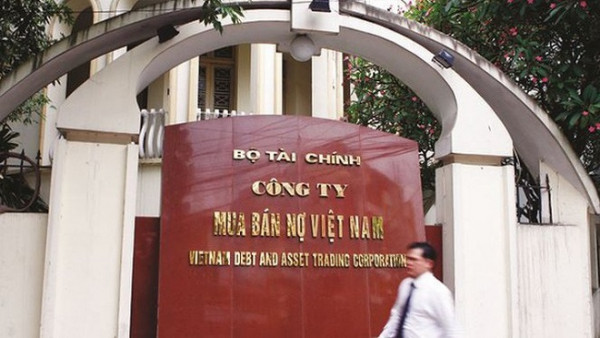 BỘ TÀI CHÍNH
CÔNG TY
MUA BÁN NỢ VIỆT NAM
VIETNAM DEBT AND ASSET TRADING CORPORATION